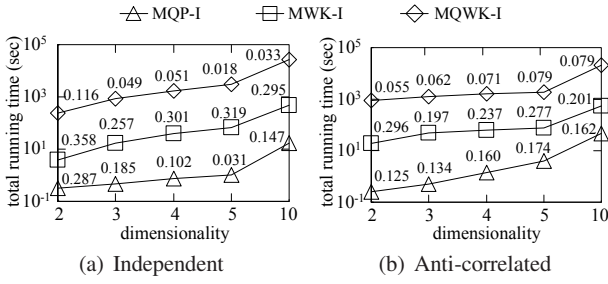 MQP-I MWK-I MQWK-I
total running time (sec)
10^5
10^3
10^1
10^-1
0.116 0.049 0.051 0.018 0.033
0.358 0.257 0.301 0.319 0.295
0.287 0.185 0.102 0.031 0.147
2 3 4 5 10
dimensionality
(a) Independent
total running time (sec)
10^5
10^3
10^1
10^-1
0.055 0.062 0.071 0.079 0.079
0.296 0.197 0.237 0.277 0.201
0.125 0.134 0.160 0.174 0.162
2 3 4 5 10
dimensionality
(b) Anti-correlated